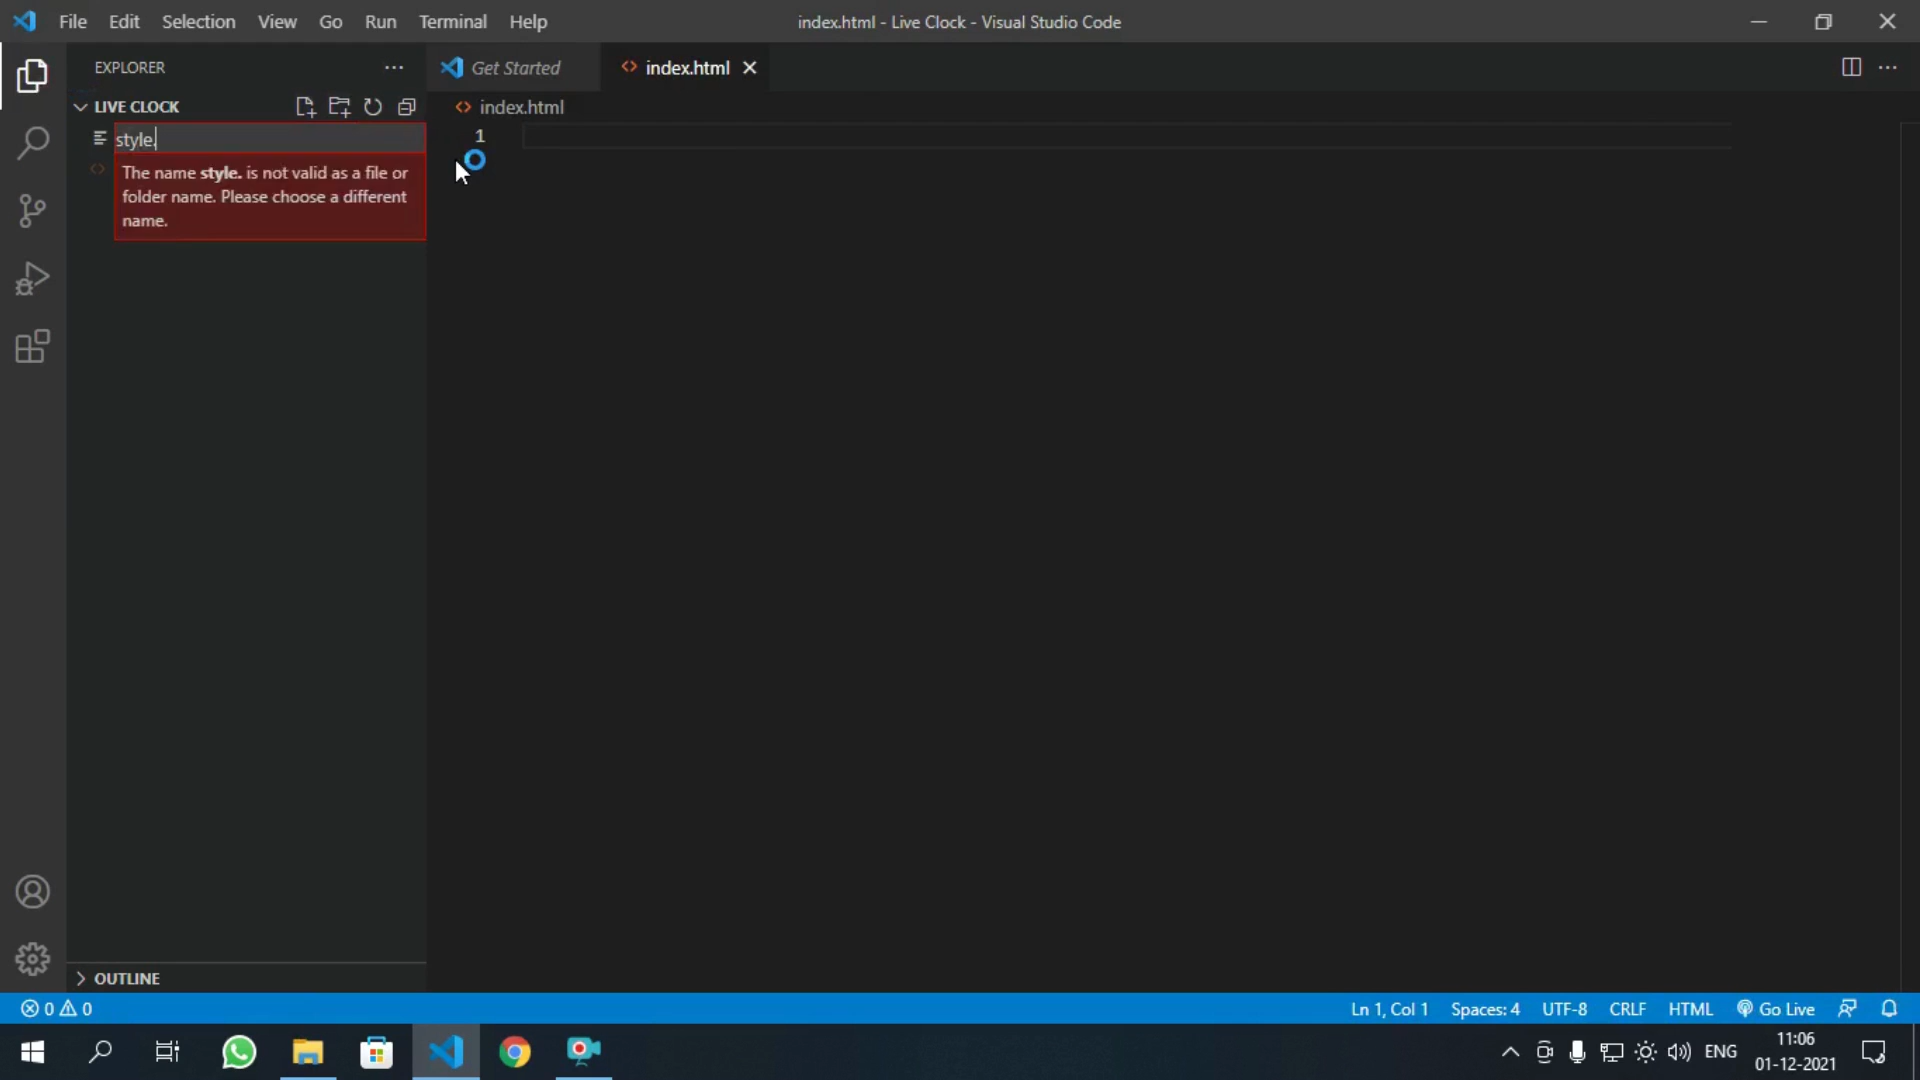 File Edit Selection View Go Run Terminal Help
index.html - Live Clock - Visual Studio Code
EXPLORER
Get Started
index.html
LIVE CLOCK
index.html
style.
1
The name style. is not valid as a file or
folder name. Please choose a different
name.
OUTLINE
0 0
Ln 1, Col 1 Spaces: 4 UTF-8 CRLF HTML Go Live
ENG
11:06
01-12-2021